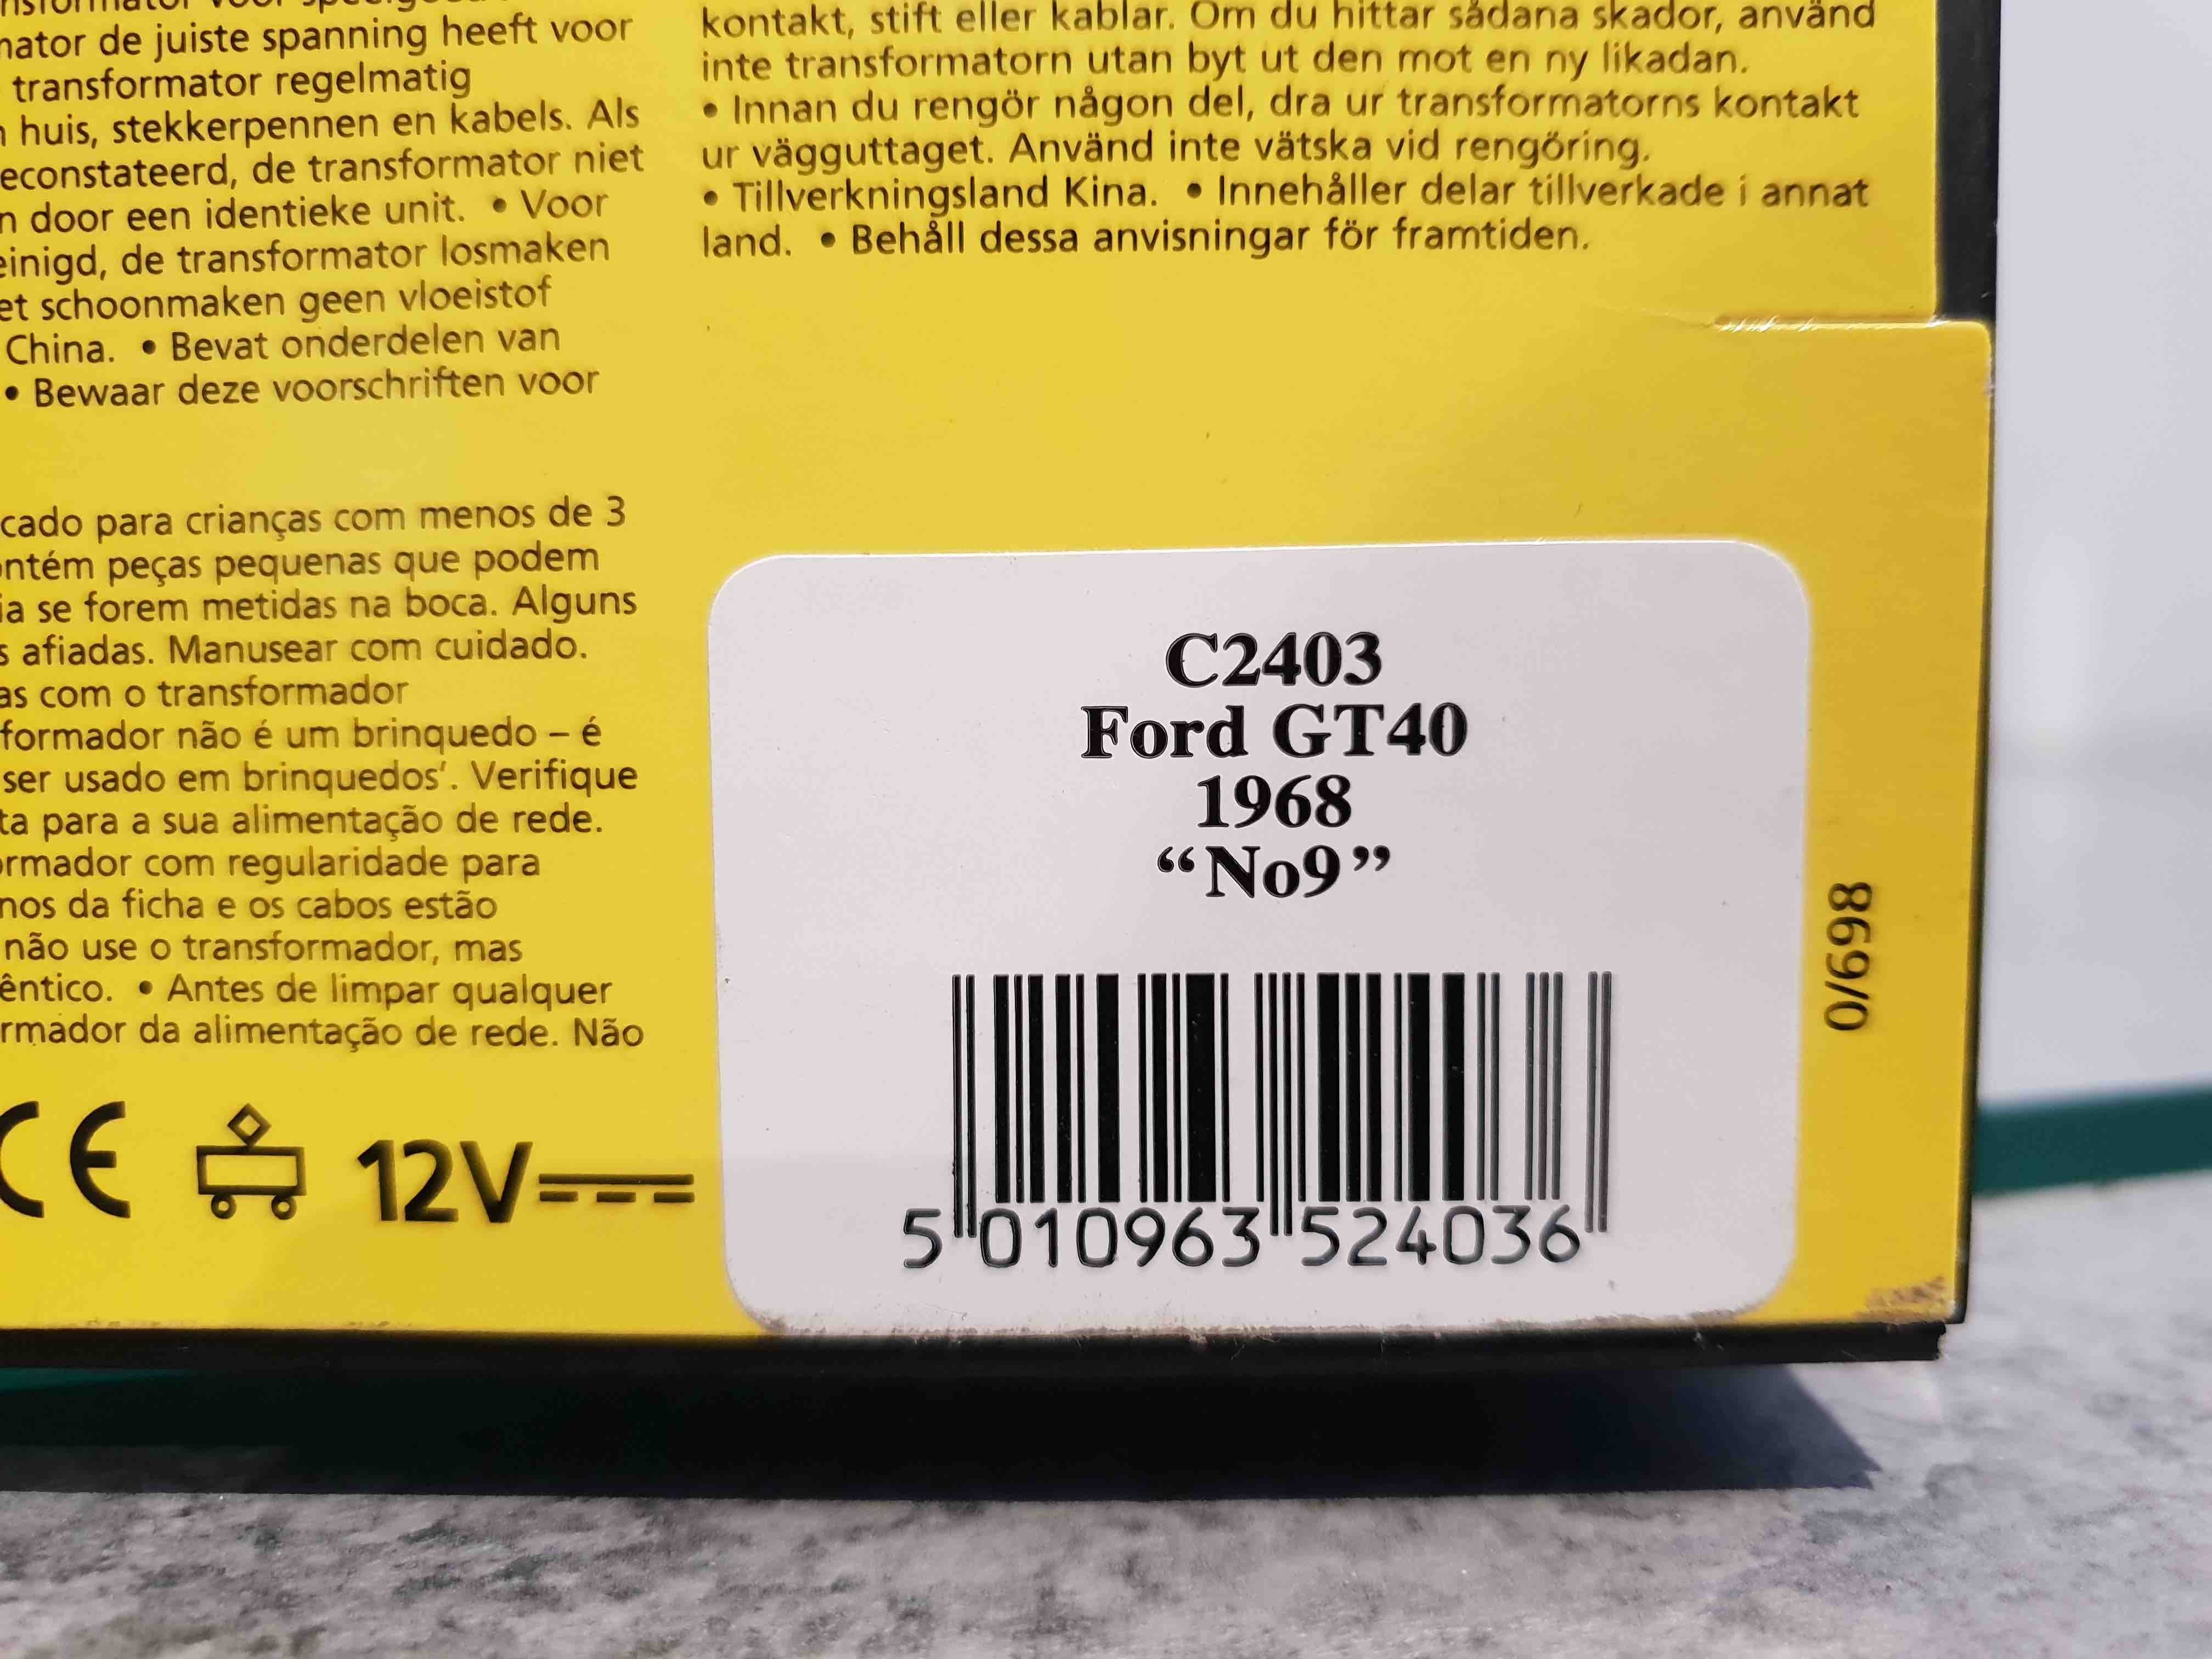 mator de juiste spanning heeft voor
transformator regelmatig
huis, stekkerpennen en kabels. Als
econstateerd, de transformator niet
n door een identieke unit. • Voor
einigd, de transformator losmaken
et schoonmaken geen vloeistof
China. • Bevat onderdelen van
• Bewaar deze voorschriften voor
kontakt, stift eller kablar. Om du hittar sådana skador, använd
inte transformatorn utan byt ut den mot en ny likadan.
• Innan du rengör någon del, dra ur transformatorns kontakt
ur vägguttaget. Använd inte vätska vid rengöring.
• Tillverkningsland Kina. • Innehåller delar tillverkade i annat
land. • Behåll dessa anvisningar för framtiden.
cado para crianças com menos de 3
ontém peças pequenas que podem
ia se forem metidas na boca. Alguns
s afiadas. Manusear com cuidado.
as com o transformador
formador não é um brinquedo – é
ser usado em brinquedos'. Verifique
ta para a sua alimentação de rede.
ormador com regularidade para
nos da ficha e os cabos estão
não use o transformador, mas
êntico. • Antes de limpar qualquer
rmador da alimentação de rede. Não
CE 12V
C2403
Ford GT40
1968
“No9”
5 010963 524036
0/698